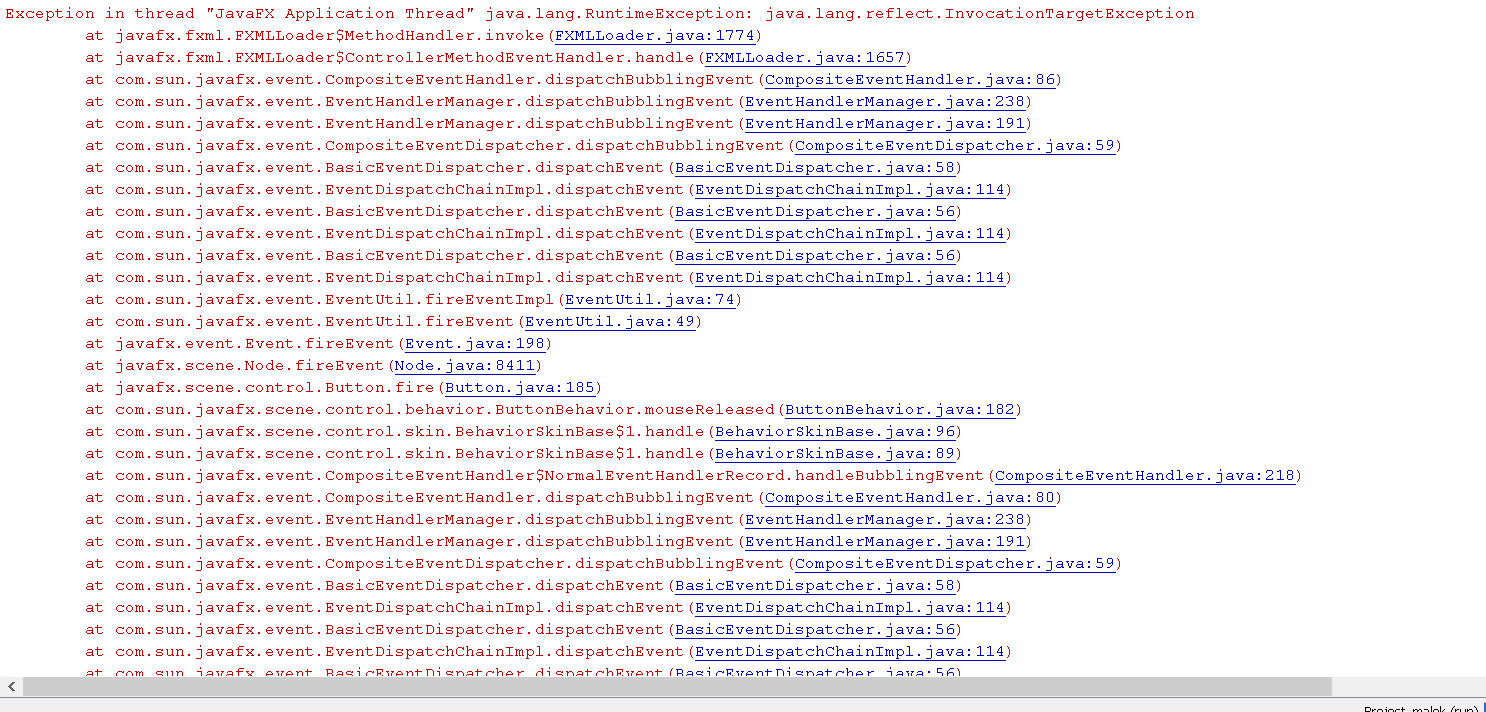 Exception in thread "JavaFX Application Thread" java.lang.RuntimeException: java.lang.reflect.InvocationTargetException
at javafx.fxml.FXMLLoader$MethodHandler.invoke(FXMLLoader.java:1774)
at javafx.fxml.FXMLLoader$ControllerMethodEventHandler.handle(FXMLLoader.java:1657)
at com.sun.javafx.event.CompositeEventHandler.dispatchBubblingEvent(CompositeEventHandler.java:86)
at com.sun.javafx.event.EventHandlerManager.dispatchBubblingEvent(EventHandlerManager.java:238)
at com.sun.javafx.event.EventHandlerManager.dispatchBubblingEvent(EventHandlerManager.java:191)
at com.sun.javafx.event.CompositeEventDispatcher.dispatchBubblingEvent(CompositeEventDispatcher.java:59)
at com.sun.javafx.event.BasicEventDispatcher.dispatchEvent(BasicEventDispatcher.java:58)
at com.sun.javafx.event.EventDispatchChainImpl.dispatchEvent(EventDispatchChainImpl.java:114)
at com.sun.javafx.event.BasicEventDispatcher.dispatchEvent(BasicEventDispatcher.java:56)
at com.sun.javafx.event.EventDispatchChainImpl.dispatchEvent(EventDispatchChainImpl.java:114)
at com.sun.javafx.event.BasicEventDispatcher.dispatchEvent(BasicEventDispatcher.java:56)
at com.sun.javafx.event.EventDispatchChainImpl.dispatchEvent(EventDispatchChainImpl.java:114)
at com.sun.javafx.event.EventUtil.fireEventImpl(EventUtil.java:74)
at com.sun.javafx.event.EventUtil.fireEvent(EventUtil.java:49)
at javafx.event.Event.fireEvent(Event.java:198)
at javafx.scene.Node.fireEvent(Node.java:8411)
at javafx.scene.control.Button.fire(Button.java:185)
at com.sun.javafx.scene.control.behavior.ButtonBehavior.mouseReleased(ButtonBehavior.java:182)
at com.sun.javafx.scene.control.skin.BehaviorSkinBase$1.handle(BehaviorSkinBase.java:96)
at com.sun.javafx.scene.control.skin.BehaviorSkinBase$1.handle(BehaviorSkinBase.java:89)
at com.sun.javafx.event.CompositeEventHandler$NormalEventHandlerRecord.handleBubblingEvent(CompositeEventHandler.java:218)
at com.sun.javafx.event.CompositeEventHandler.dispatchBubblingEvent(CompositeEventHandler.java:80)
at com.sun.javafx.event.EventHandlerManager.dispatchBubblingEvent(EventHandlerManager.java:238)
at com.sun.javafx.event.EventHandlerManager.dispatchBubblingEvent(EventHandlerManager.java:191)
at com.sun.javafx.event.CompositeEventDispatcher.dispatchBubblingEvent(CompositeEventDispatcher.java:59)
at com.sun.javafx.event.BasicEventDispatcher.dispatchEvent(BasicEventDispatcher.java:58)
at com.sun.javafx.event.EventDispatchChainImpl.dispatchEvent(EventDispatchChainImpl.java:114)
at com.sun.javafx.event.BasicEventDispatcher.dispatchEvent(BasicEventDispatcher.java:56)
at com.sun.javafx.event.EventDispatchChainImpl.dispatchEvent(EventDispatchChainImpl.java:114)
at com.sun.javafx.event.BasicEventDispatcher.dispatchEvent(BasicEventDispatcher.java:56)
Project_malek (run)